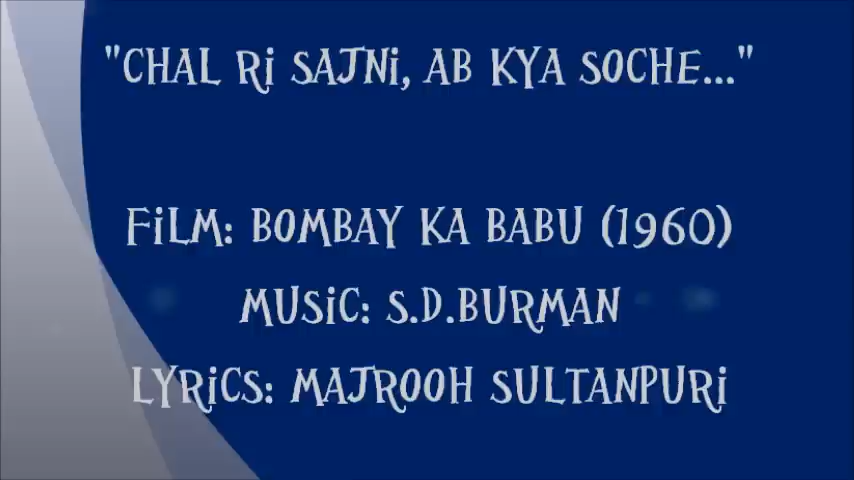 "CHAL Ri SAJNi, AB KYA SOCHE..."
FiLM: BOMBAY KA BABU (1960)
MUSiC: S.D.BURMAN
LYRiCS: MAJROOH SULTANPURi